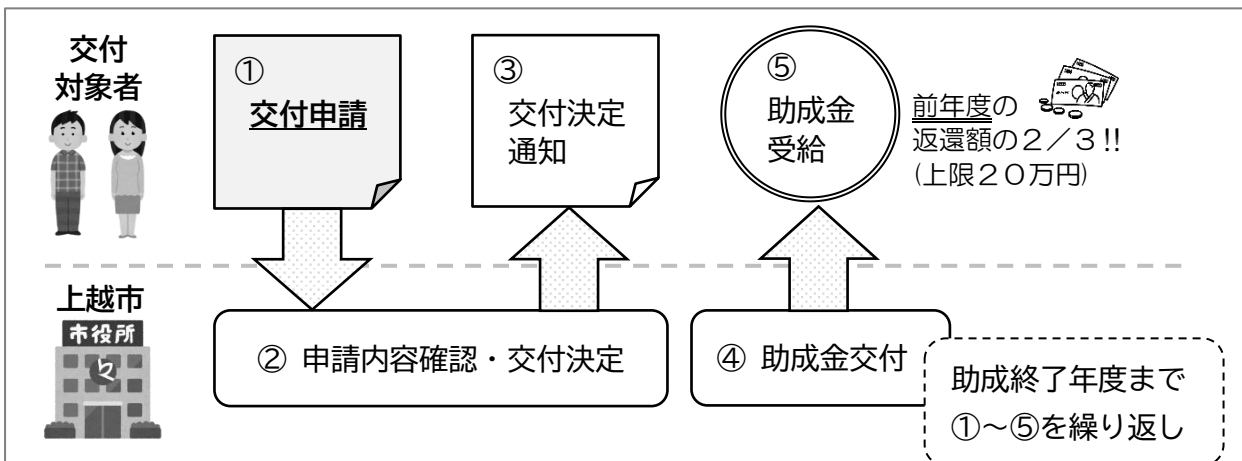 交付
対象者
①
交付申請
③
交付決定
通知
⑤
助成金
受給
前年度の
返還額の２／３!!
(上限２０万円)
上越市
市役所
② 申請内容確認・交付決定
④ 助成金交付
助成終了年度まで
①～⑤を繰り返し